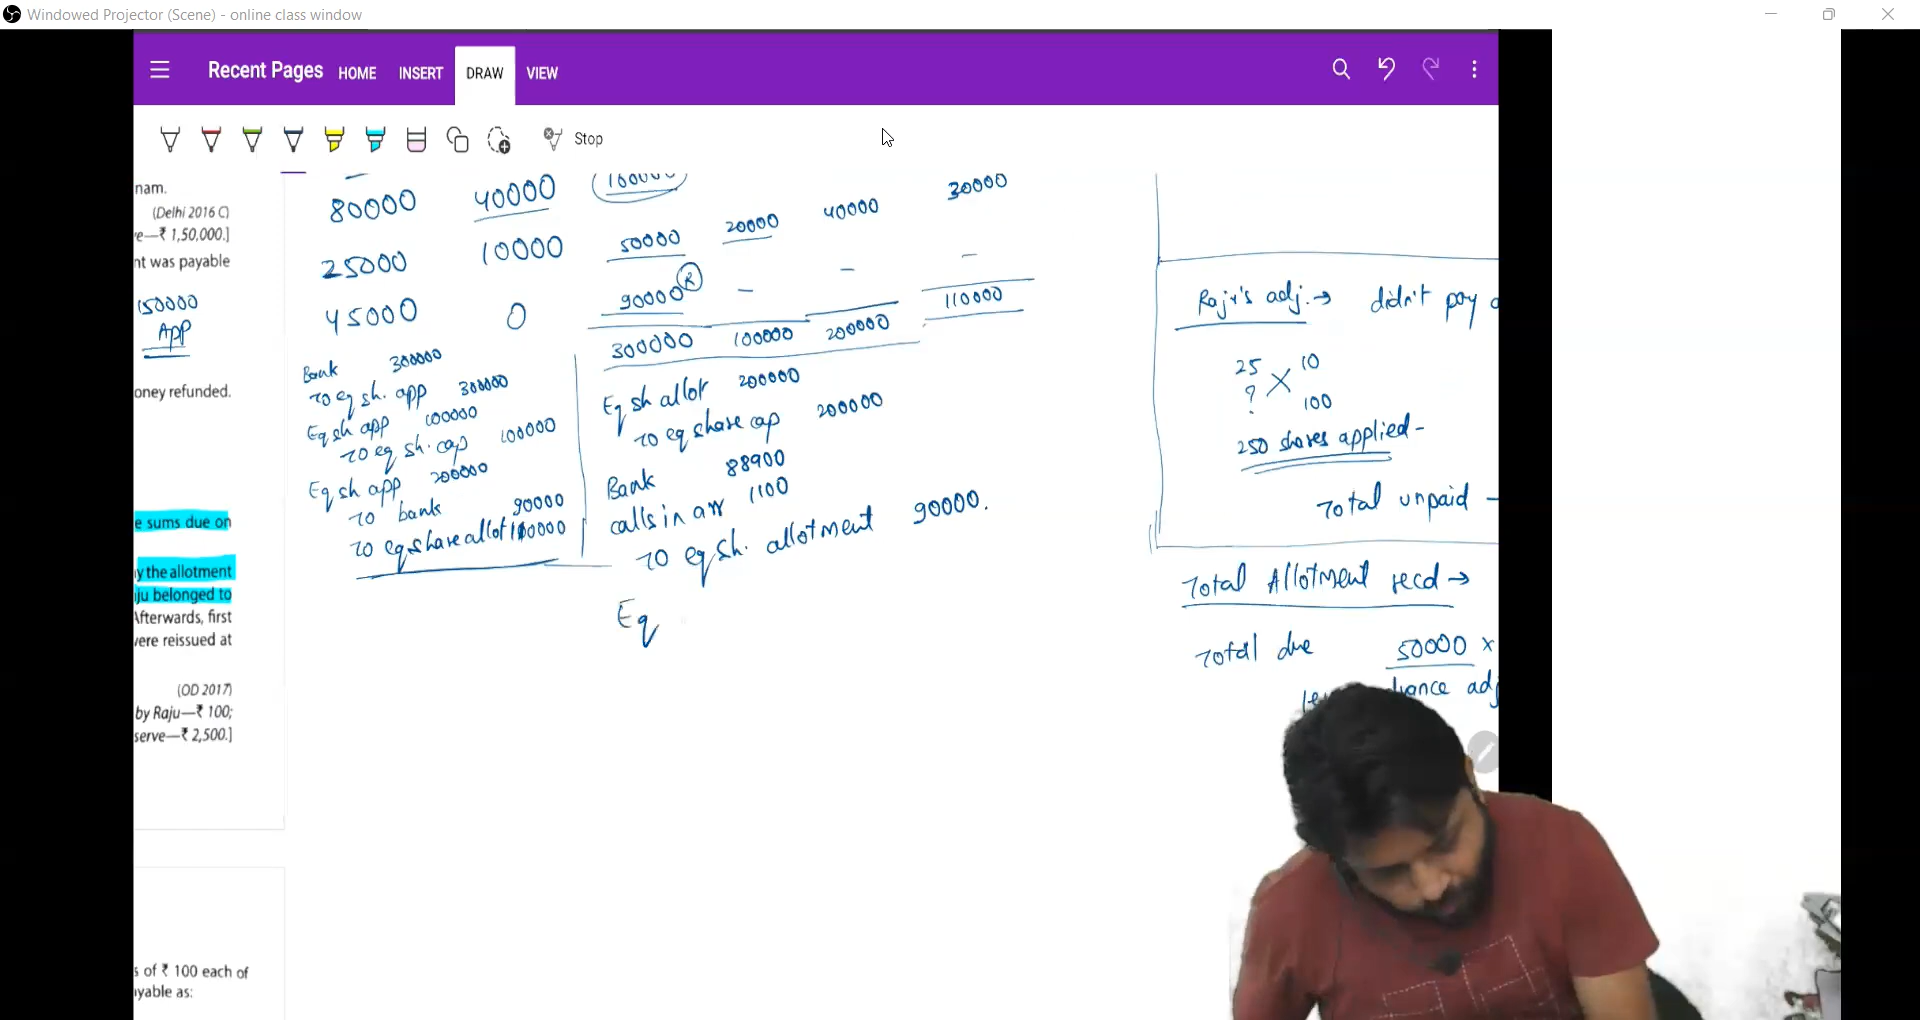 Windowed Projector (Scene) - online class window
Recent Pages HOME INSERT DRAW VIEW
Stop
nam.
(Delhi 2016 C)
e—₹ 1,50,000.]
nt was payable
150000
APP
oney refunded.
e sums due on
y the allotment
ju belonged to
Afterwards, first
vere reissued at
(OD 2017)
by Raju—₹ 100;
serve—₹ 2,500.]
s of ₹ 100 each of
yable as:
80000 40000 100000
25000 10000 50000 20000 40000 30000
45000 0 90000 (R) - - -
300000 100000 200000 110000
Bank 300000
To eq sh. app 300000
Eq sh app 100000
To eq sh. cap 100000
Eq sh app 200000
To bank 90000
To eq share allot 110000
Eq sh allot 200000
To eq share cap 200000
Bank 88900
calls in arr 1100
To eq sh. allotment 90000.
Eq
Raju's adj. → didn't pay
25 10
? 100
250 shares applied -
Total unpaid -
Total Allotment recd →
Total due 50000 ×
adj